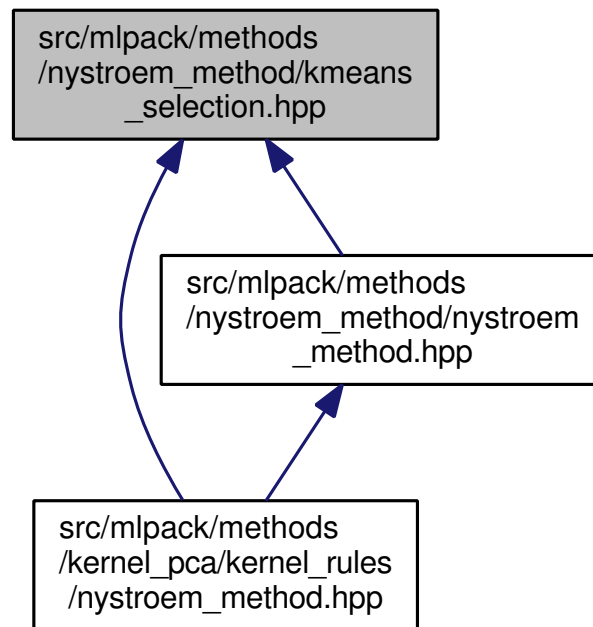 src/mlpack/methods
/nystroem_method/kmeans
_selection.hpp
src/mlpack/methods
/nystroem_method/nystroem
_method.hpp
src/mlpack/methods
/kernel_pca/kernel_rules
/nystroem_method.hpp